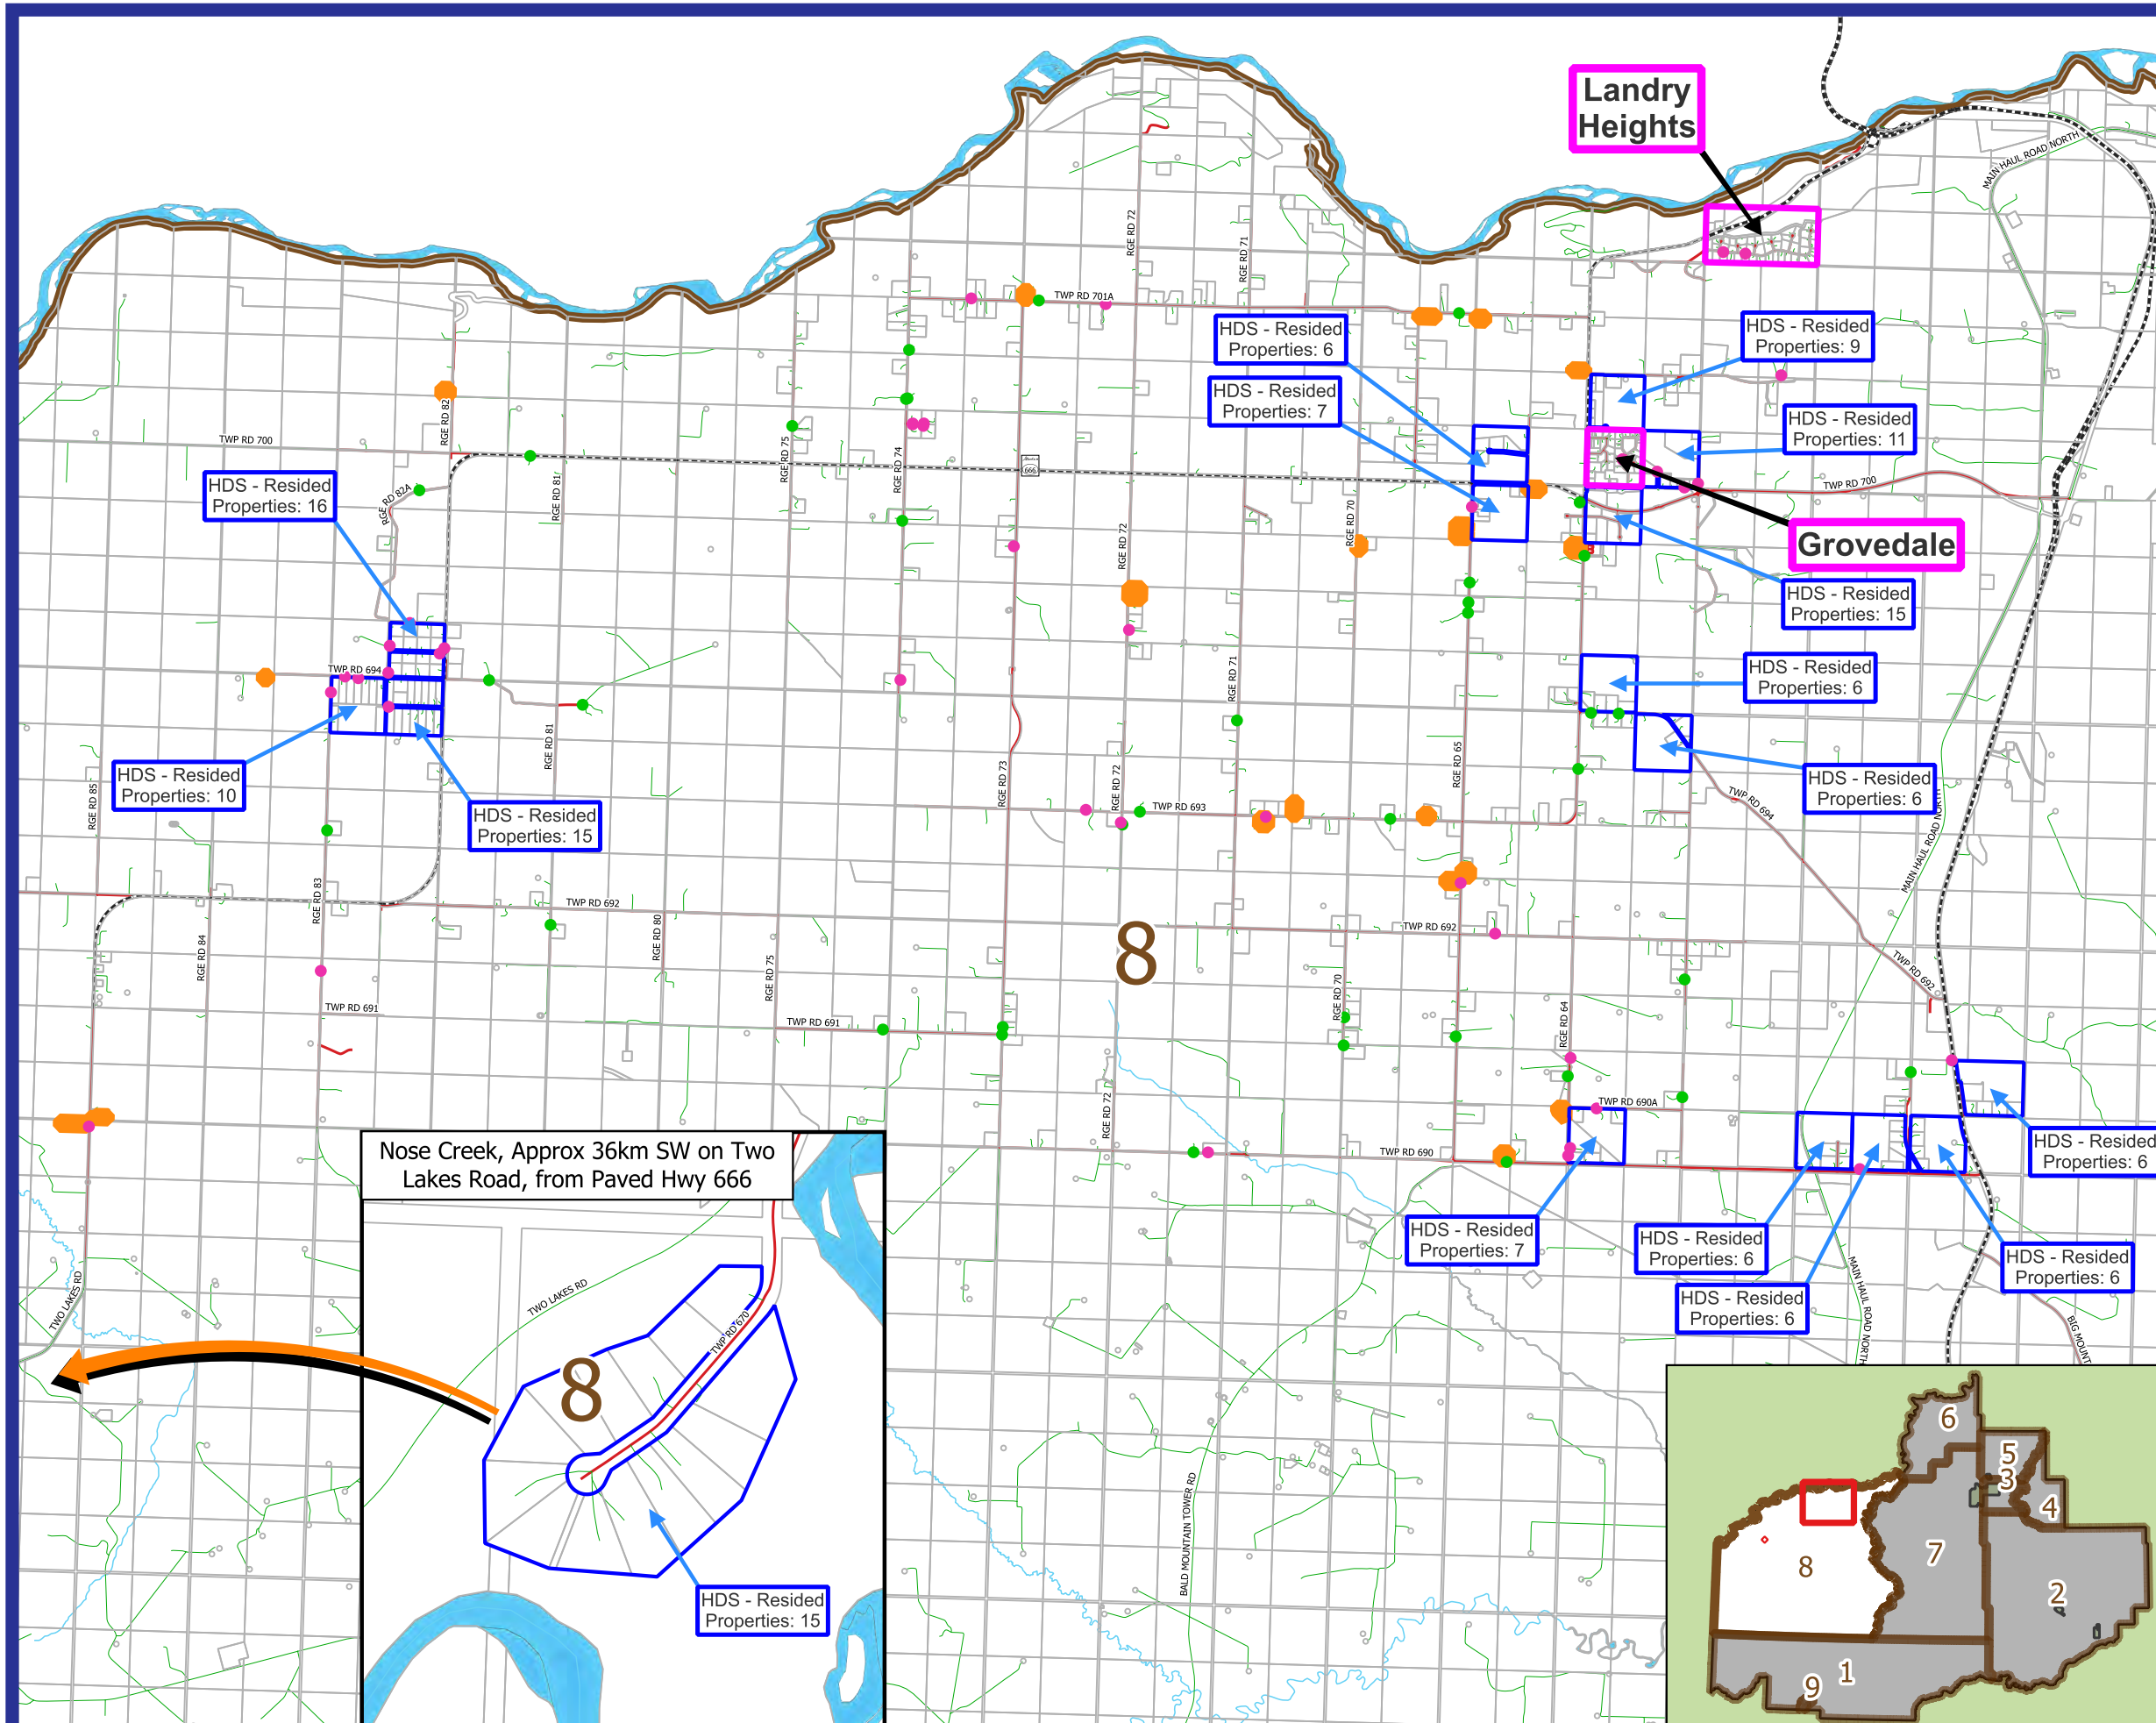 Landry
Heights
MAIN HAUL ROAD NORTH
RGE RD 72
RGE RD 71
TWP RD 701A
HDS - Resided
Properties: 6
HDS - Resided
Properties: 9
HDS - Resided
Properties: 7
HDS - Resided
Properties: 11
RGE RD 82
TWP RD 700
RGE RD 75
RGE RD 74
666
RGE RD 81
HDS - Resided
Properties: 16
RGE RD 82A
TWP RD 700
RGE RD 70
RGE RD 72
Grovedale
HDS - Resided
Properties: 15
TWP RD 694
RGE RD 71
HDS - Resided
Properties: 6
RGE RD 81
RGE RD 85
HDS - Resided
Properties: 10
HDS - Resided
Properties: 15
RGE RD 73
RGE RD 72
TWP RD 693
RGE RD 65
HDS - Resided
Properties: 6
TWP RD 694
MAIN HAUL ROAD NORTH
RGE RD 83
TWP RD 692
RGE RD 84
RGE RD 80
RGE RD 75
8
TWP RD 692
TWP RD 692
RGE RD 70
TWP RD 691
TWP RD 691
RGE RD 64
RGE RD 72
TWP RD 690A
TWP RD 690
Nose Creek, Approx 36km SW on Two
Lakes Road, from Paved Hwy 666
HDS - Resided
Properties: 6
HDS - Resided
Properties: 7
HDS - Resided
Properties: 6
HDS - Resided
Properties: 6
HDS - Resided
Properties: 6
MAIN HAUL ROAD NORTH
BIG MOUNT
TWO LAKES RD
TWO LAKES RD
TWP RD 670
8
HDS - Resided
Properties: 15
BALD MOUNTAIN TOWER RD
6
5
3
4
7
8
2
1
9